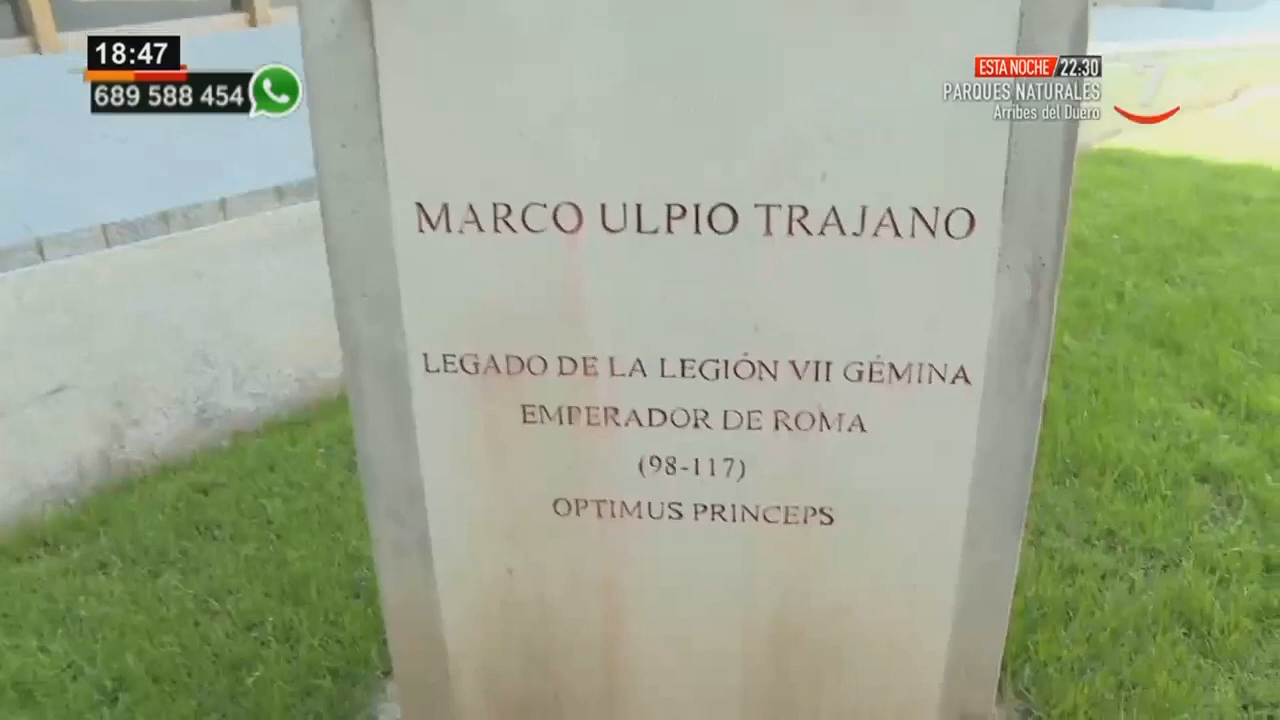 18:47
689 588 454
ESTA NOCHE 22:30
PARQUES NATURALES
Arribes del Duero
7
MARCO ULPIO TRAJANO
LEGADO DE LA LEGIÓN VII GÉMINA
EMPERADOR DE ROMA
(98-117)
OPTIMUS PRINCEPS